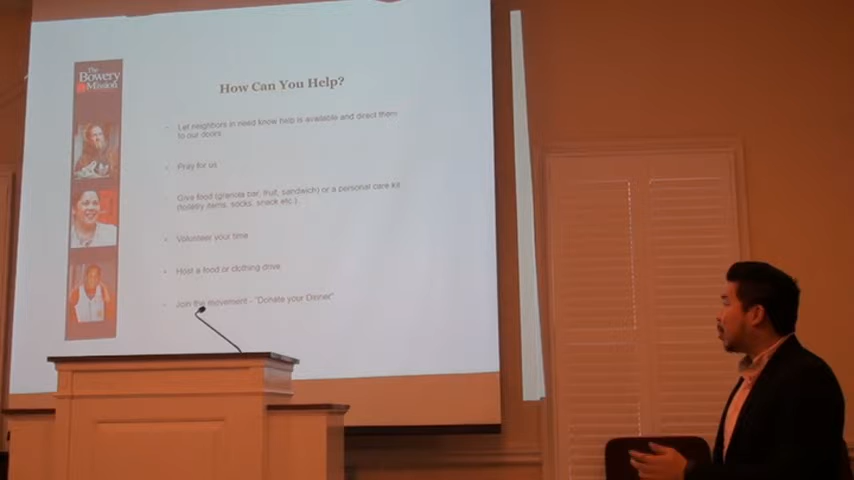 The
Bowery
Mission
How Can You Help?
Let neighbors in need know help is available and direct them
to our doors
Pray for us
Give food (granola bar, fruit, sandwich) or a personal care kit
(toiletry items, socks, snack etc.)
Volunteer your time
Host a food or clothing drive
Join the movement - "Donate your Dinner"